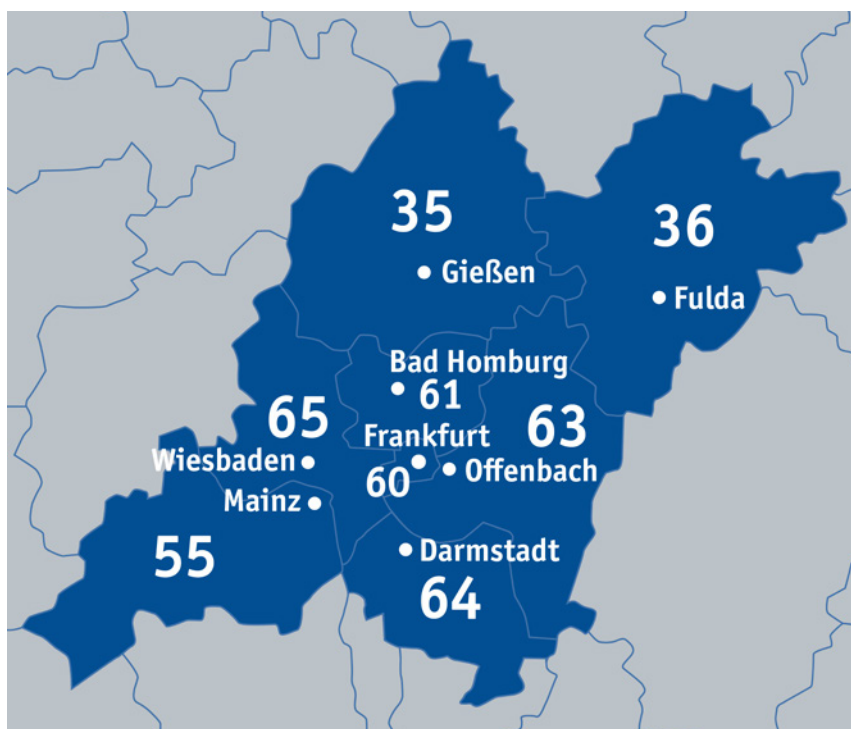 35
36
Gießen
Fulda
Bad Homburg
61
65
63
Frankfurt
Wiesbaden
60
Offenbach
Mainz
55
Darmstadt
64